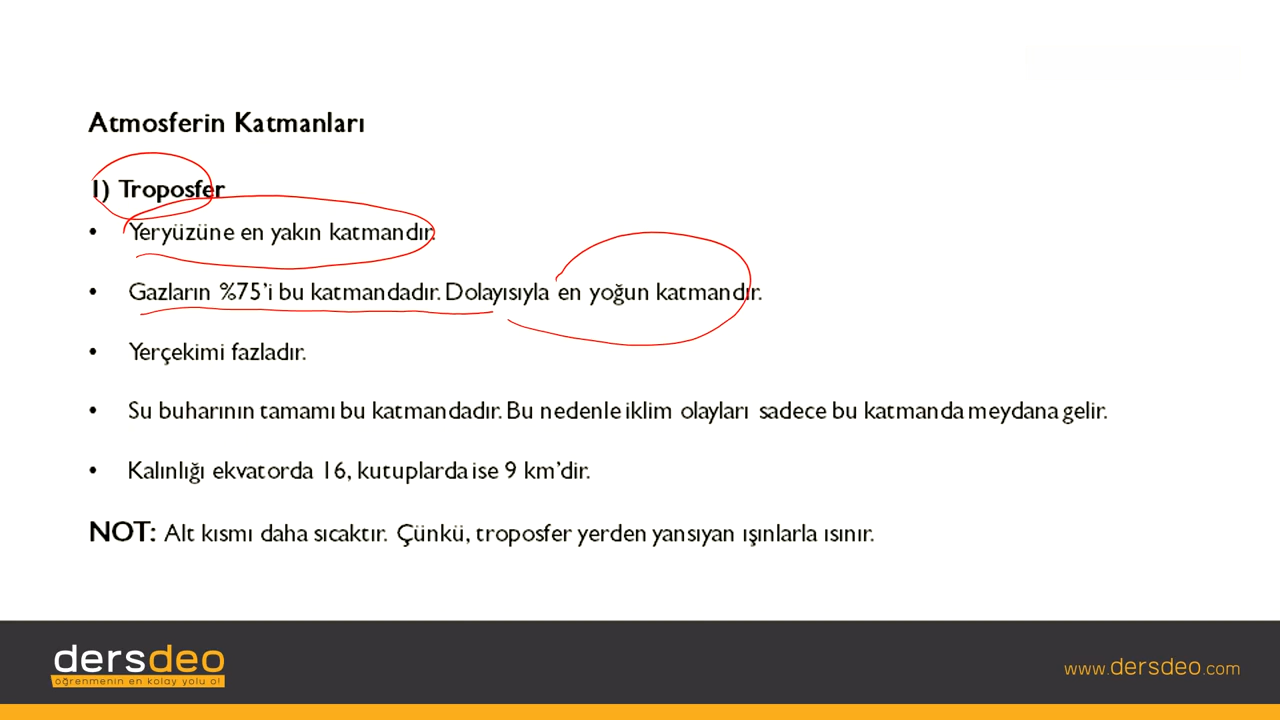 Atmosferin Katmanları
1) Troposfer
• Yeryüzüne en yakın katmandır.
• Gazların %75'i bu katmandadır. Dolayısıyla en yoğun katmandır.
• Yerçekimi fazladır.
• Su buharının tamamı bu katmandadır. Bu nedenle iklim olayları sadece bu katmanda meydana gelir.
• Kalınlığı ekvatorda 16, kutuplarda ise 9 km'dir.
NOT: Alt kısmı daha sıcaktır. Çünkü, troposfer yerden yansıyan ışınlarla ısınır.
dersdeo
öğrenmenin en kolay yolu o!
www.dersdeo.com